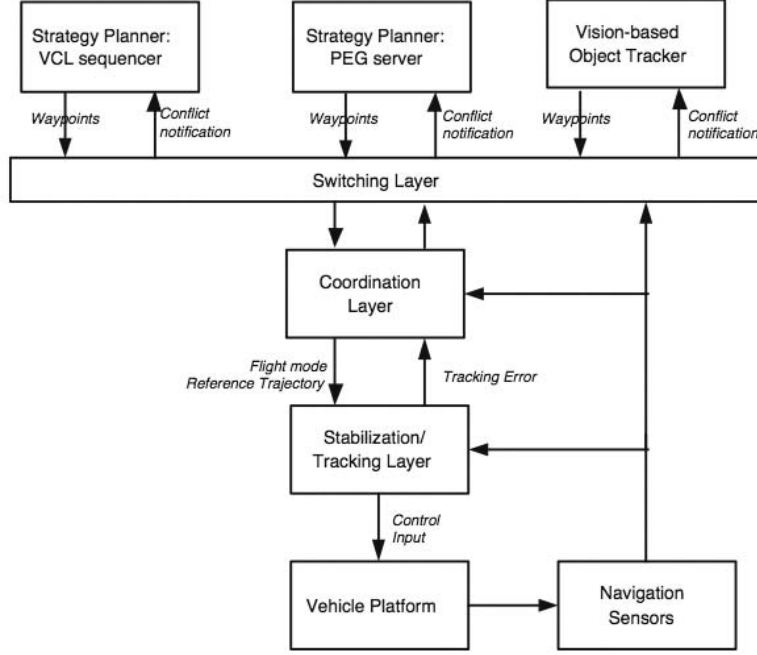 Strategy Planner:
VCL sequencer
Strategy Planner:
PEG server
Vision-based
Object Tracker
Waypoints
Conflict
notification
Waypoints
Conflict
notification
Waypoints
Conflict
notification
Switching Layer
Coordination
Layer
Flight mode
Reference Trajectory
Tracking Error
Stabilization/
Tracking Layer
Control
Input
Vehicle Platform
Navigation
Sensors